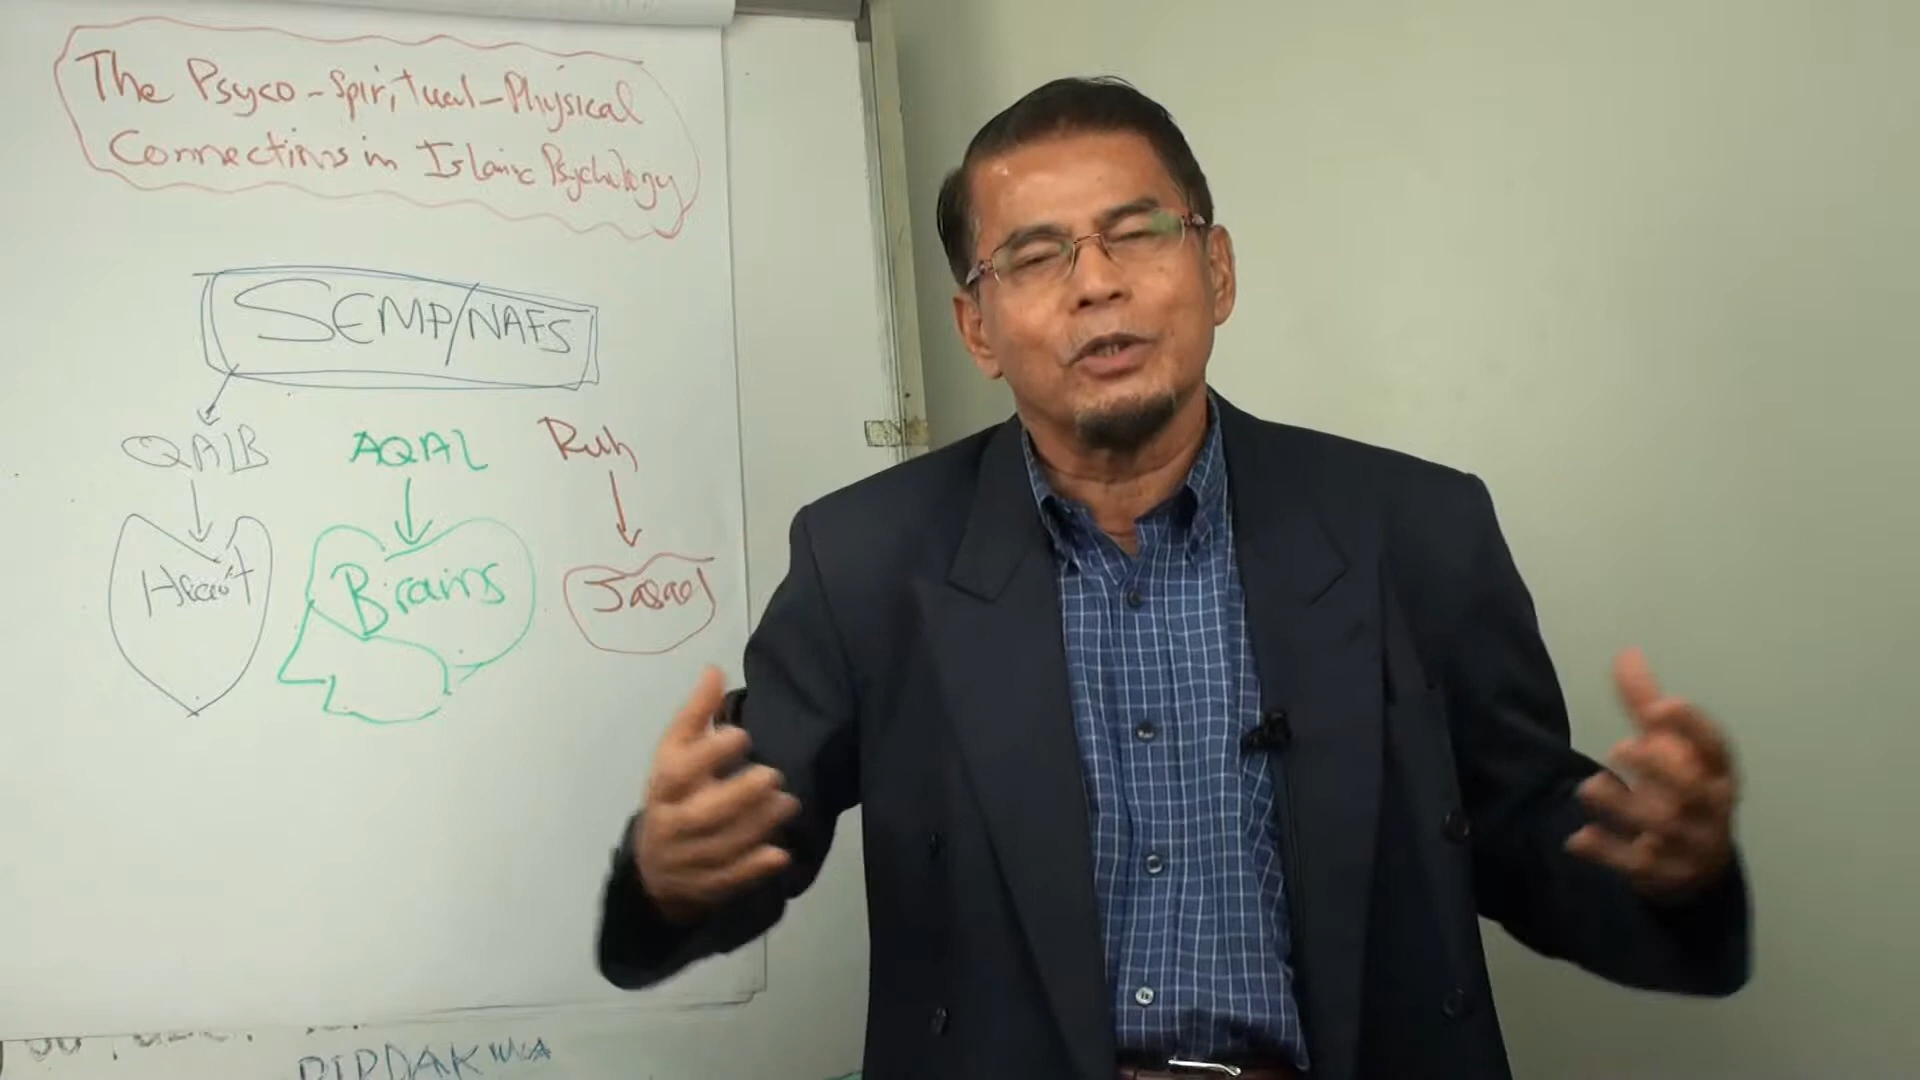 The Psyco-Spiritual-Physical
Connections in Islamic Psychology
SEMP/NAFS
QALB AQAL Ruh
Heart Brains Jasad